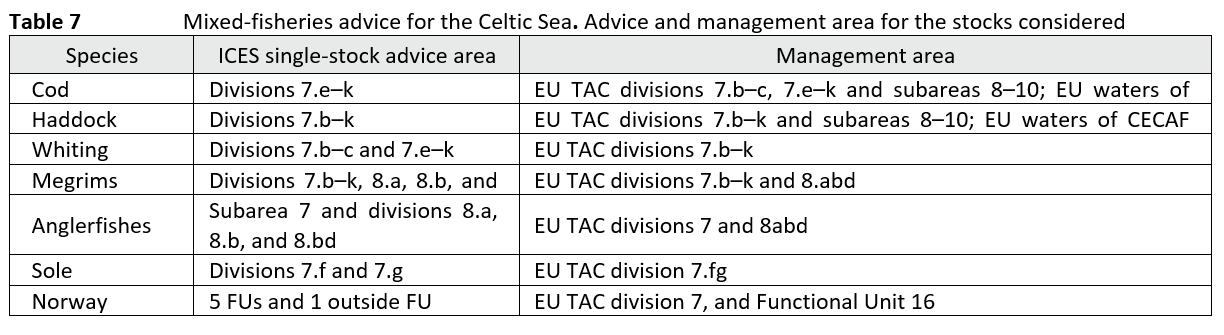 Table 7 Mixed-fisheries advice for the Celtic Sea. Advice and management area for the stocks considered
Species ICES single-stock advice area Management area
Cod Divisions 7.e–k EU TAC divisions 7.b–c, 7.e–k and subareas 8–10; EU waters of
Haddock Divisions 7.b–k EU TAC divisions 7.b–k and subareas 8–10; EU waters of CECAF
Whiting Divisions 7.b–c and 7.e–k EU TAC divisions 7.b–k
Megrims Divisions 7.b–k, 8.a, 8.b, and EU TAC divisions 7.b–k and 8.abd
Anglerfishes Subarea 7 and divisions 8.a, 8.b, and 8.bd EU TAC divisions 7 and 8abd
Sole Divisions 7.f and 7.g EU TAC division 7.fg
Norway 5 FUs and 1 outside FU EU TAC division 7, and Functional Unit 16